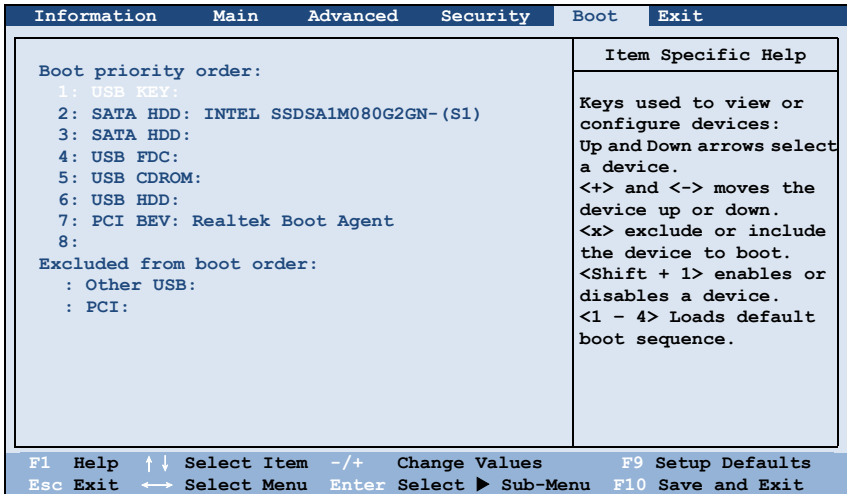 Information Main Advanced Security Boot Exit
Boot priority order:
1: USB KEY:
2: SATA HDD: INTEL SSDSA1M080G2GN-(S1)
3: SATA HDD:
4: USB FDC:
5: USB CDROM:
6: USB HDD:
7: PCI BEV: Realtek Boot Agent
8:
Excluded from boot order:
: Other USB:
: PCI:
Item Specific Help
Keys used to view or
configure devices:
Up and Down arrows select
a device.
<+> and <-> moves the
device up or down.
<x> exclude or include
the device to boot.
<Shift + 1> enables or
disables a device.
<1 – 4> Loads default
boot sequence.
F1 Help ↑↓ Select Item -/+ Change Values F9 Setup Defaults
Esc Exit ←→ Select Menu Enter Select ▶ Sub-Menu F10 Save and Exit